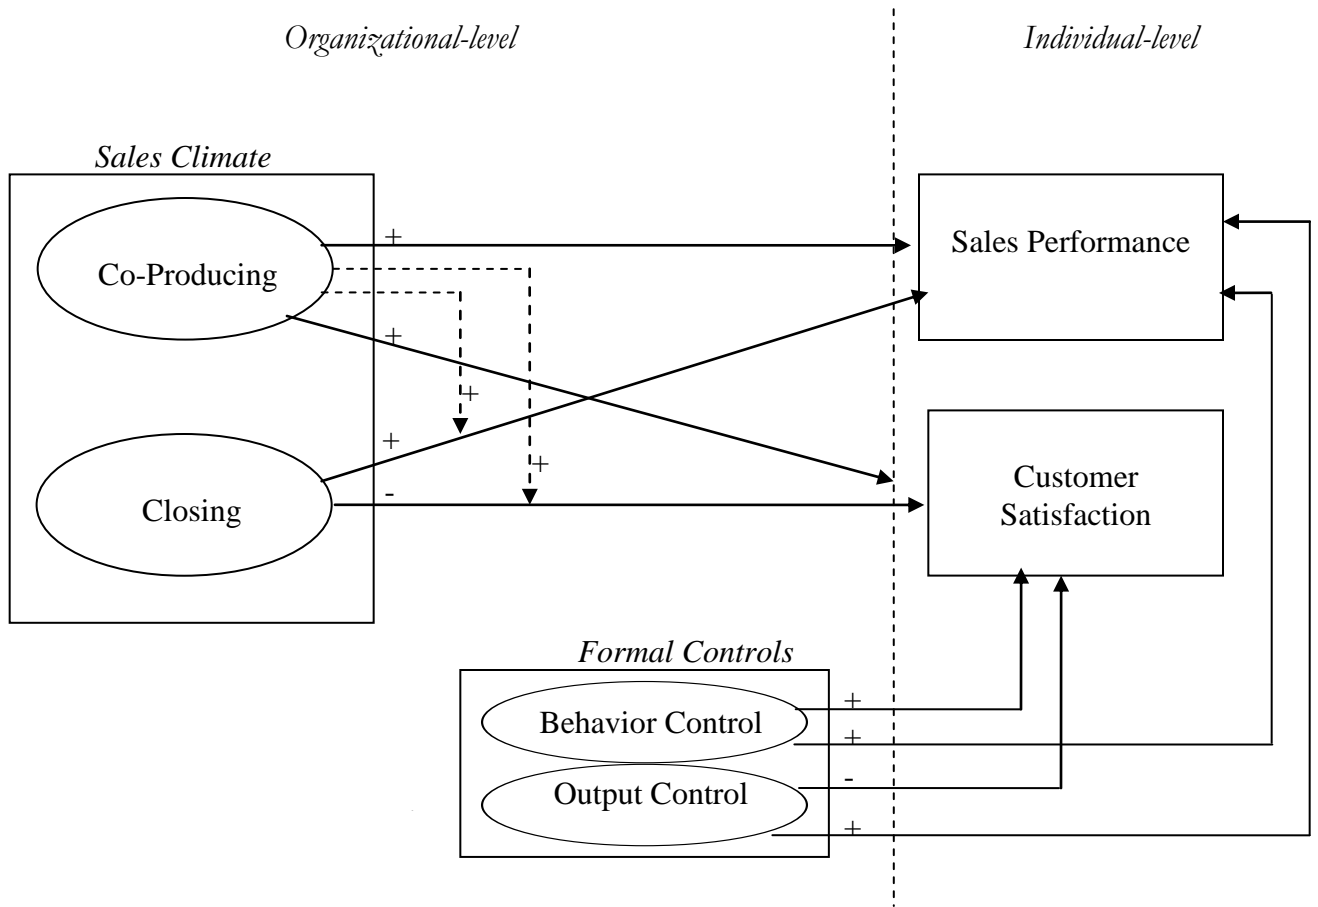 Organizational-level
Individual-level
Sales Climate
Co-Producing
Closing
+
+
+
+
+
-
Sales Performance
Customer
Satisfaction
Formal Controls
Behavior Control
Output Control
+
+
-
+